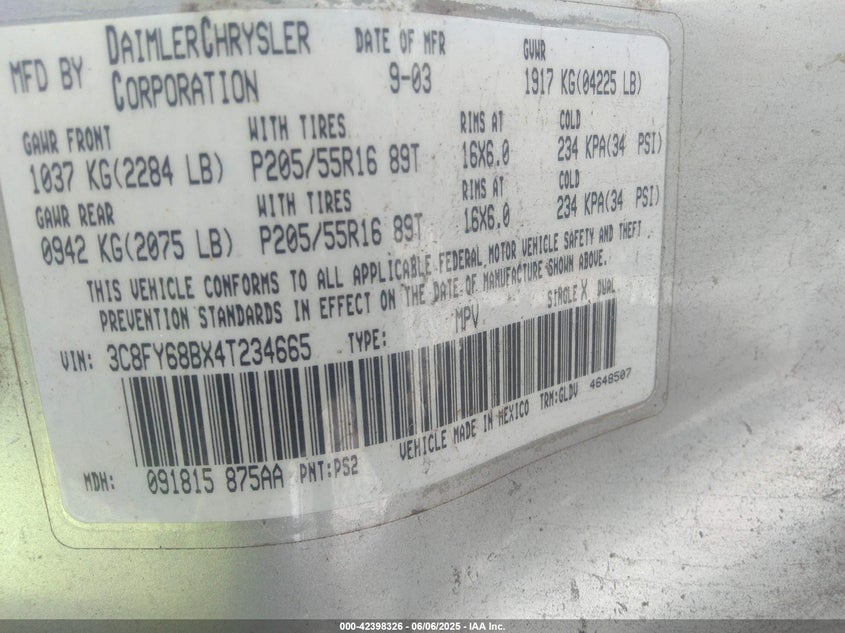 MFD BY DAIMLERCHRYSLER CORPORATION DATE OF MFR 9-03 GVWR 1917 KG(04225 LB)
GAWR FRONT WITH TIRES RIMS AT COLD
1037 KG(2284 LB) P205/55R16 89T 16X6.0 234 KPA(34 PSI)
GAWR REAR WITH TIRES RIMS AT COLD
0942 KG(2075 LB) P205/55R16 89T 16X6.0 234 KPA(34 PSI)
THIS VEHICLE CONFORMS TO ALL APPLICABLE FEDERAL MOTOR VEHICLE SAFETY AND THEFT
PREVENTION STANDARDS IN EFFECT ON THE DATE OF MANUFACTURE SHOWN ABOVE.
VIN: 3C8FY68BX4T234665 TYPE: MPV SINGLE X DUAL
VEHICLE MADE IN MEXICO TRM:GLDV 4648507
MDH: 091815 875AA PNT:PS2
000-42398326 - 06/06/2025 - IAA Inc.